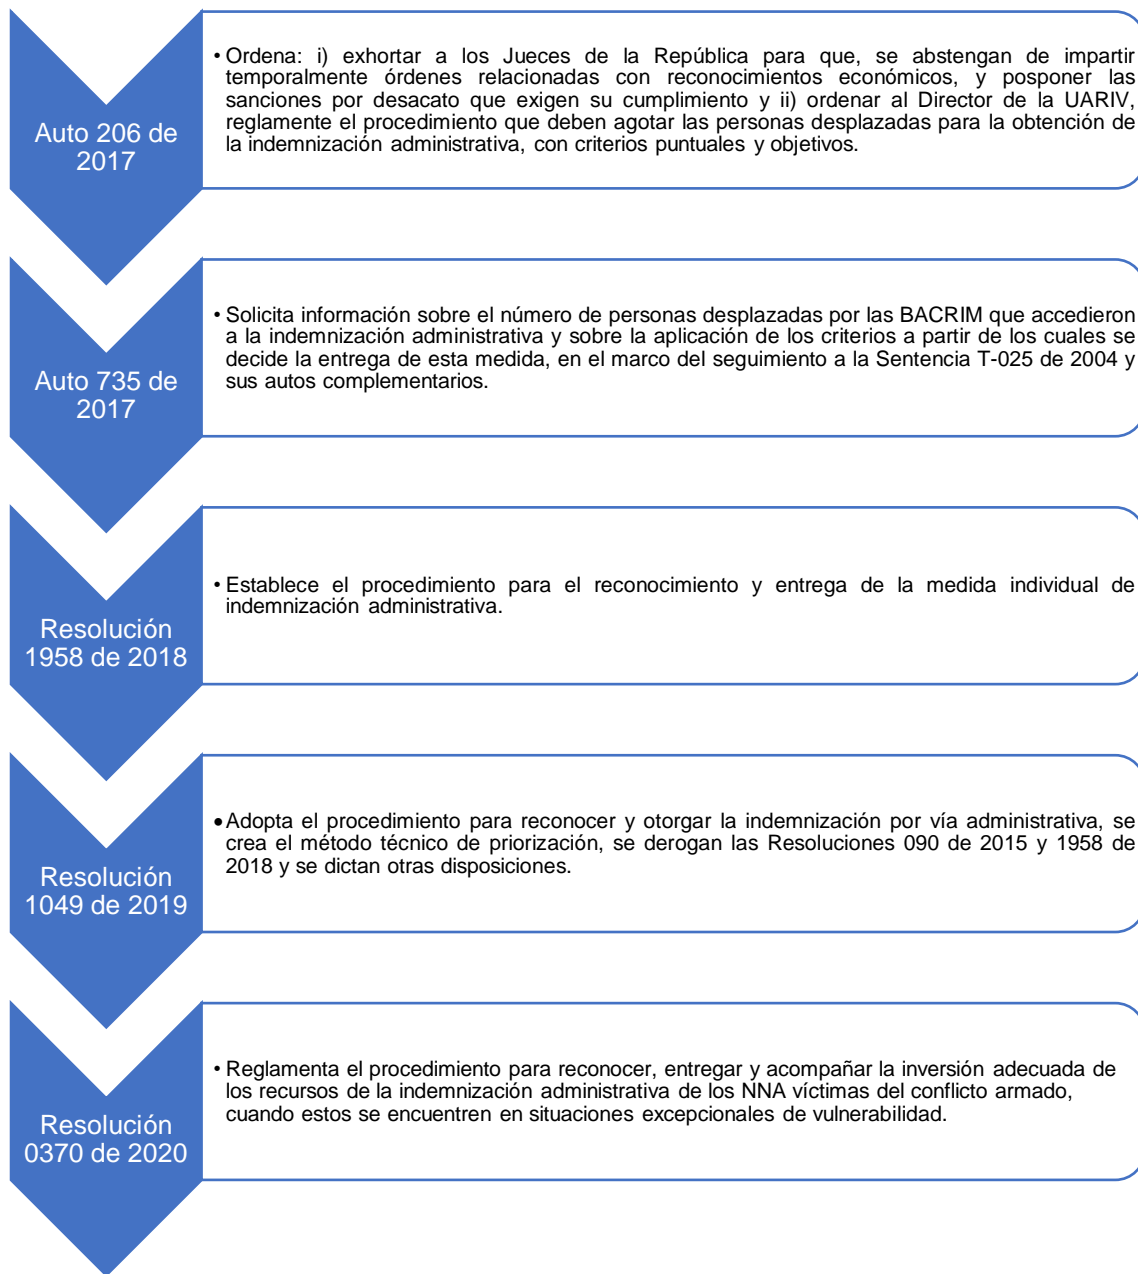 Auto 206 de
2017
• Ordena: i) exhortar a los Jueces de la República para que, se abstengan de impartir
temporalmente órdenes relacionadas con reconocimientos económicos, y posponer las
sanciones por desacato que exigen su cumplimiento y ii) ordenar al Director de la UARIV,
reglamente el procedimiento que deben agotar las personas desplazadas para la obtención de
la indemnización administrativa, con criterios puntuales y objetivos.
Auto 735 de
2017
• Solicita información sobre el número de personas desplazadas por las BACRIM que accedieron
a la indemnización administrativa y sobre la aplicación de los criterios a partir de los cuales se
decide la entrega de esta medida, en el marco del seguimiento a la Sentencia T-025 de 2004 y
sus autos complementarios.
Resolución
1958 de 2018
• Establece el procedimiento para el reconocimiento y entrega de la medida individual de
indemnización administrativa.
Resolución
1049 de 2019
• Adopta el procedimiento para reconocer y otorgar la indemnización por vía administrativa, se
crea el método técnico de priorización, se derogan las Resoluciones 090 de 2015 y 1958 de
2018 y se dictan otras disposiciones.
Resolución
0370 de 2020
• Reglamenta el procedimiento para reconocer, entregar y acompañar la inversión adecuada de
los recursos de la indemnización administrativa de los NNA víctimas del conflicto armado,
cuando estos se encuentren en situaciones excepcionales de vulnerabilidad.